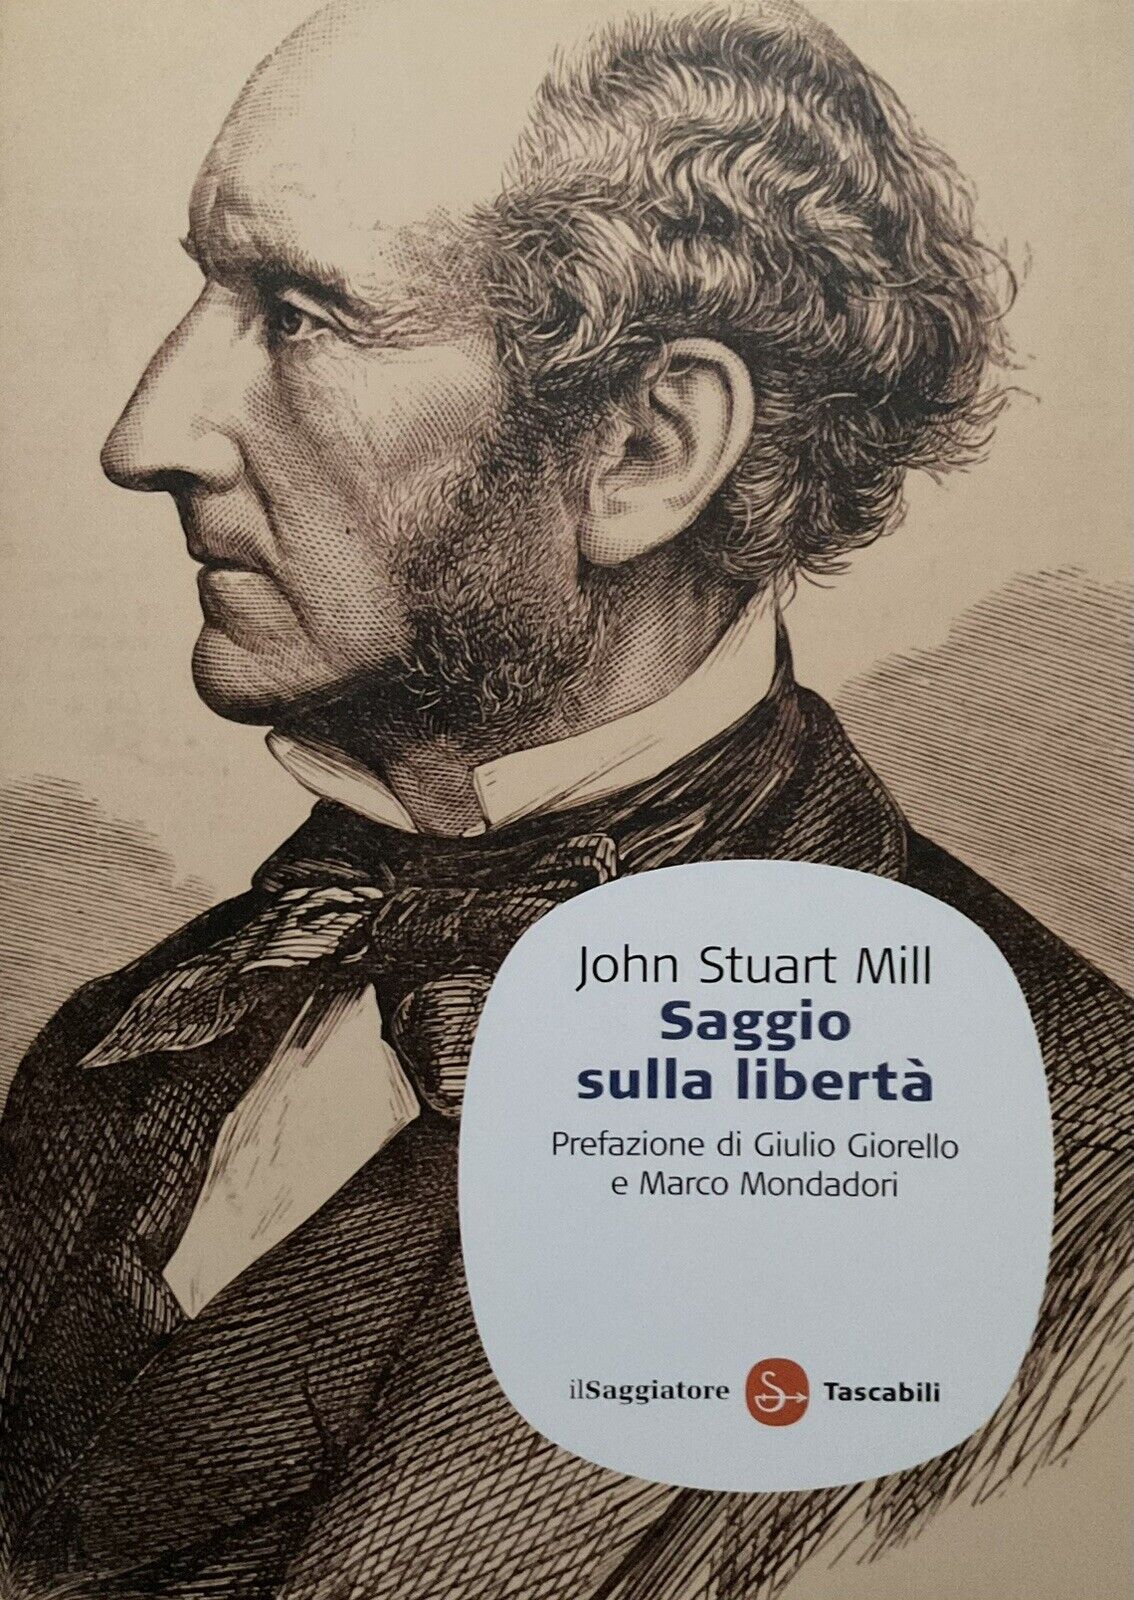 John Stuart Mill
Saggio
sulla libertà
Prefazione di Giulio Giorello
e Marco Mondadori
ilSaggiatore S Tascabili